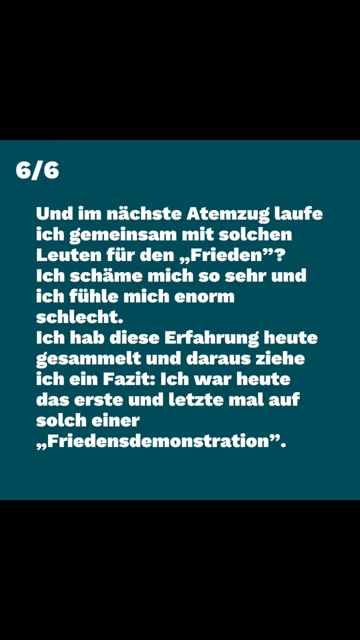 6/6
Und im nächste Atemzug laufe
ich gemeinsam mit solchen
Leuten für den „Frieden”?
Ich schäme mich so sehr und
ich fühle mich enorm
schlecht.
Ich hab diese Erfahrung heute
gesammelt und daraus ziehe
ich ein Fazit: Ich war heute
das erste und letzte mal auf
solch einer
„Friedensdemonstration”.